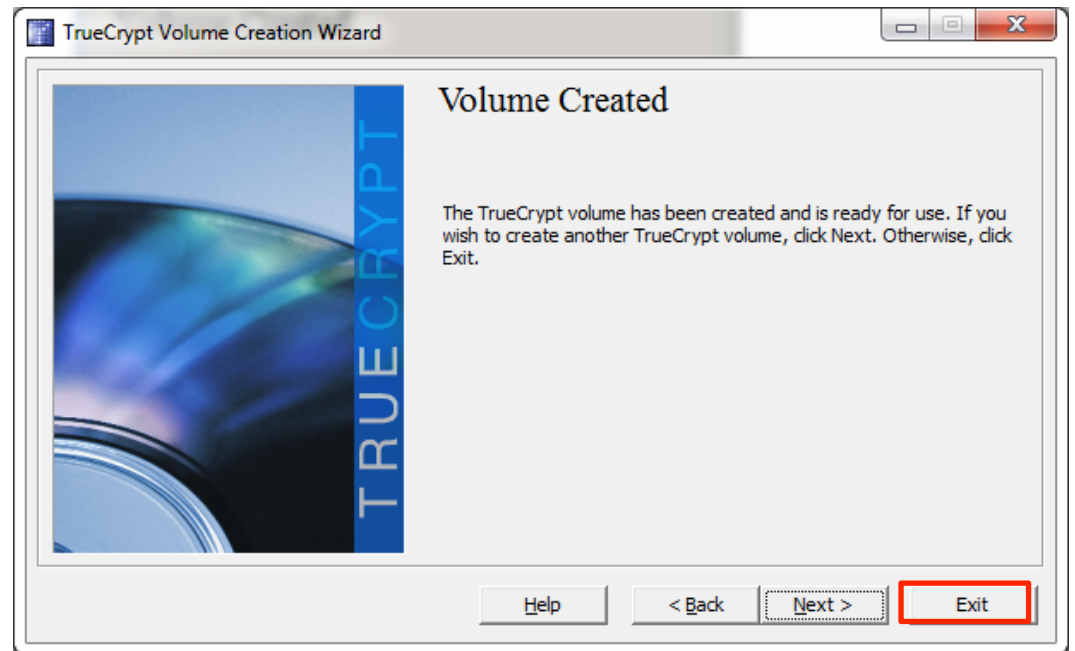 TrueCrypt Volume Creation Wizard
Volume Created
TRUECRYPT
The TrueCrypt volume has been created and is ready for use. If you
wish to create another TrueCrypt volume, click Next. Otherwise, click
Exit.
Help
< Back
Next >
Exit